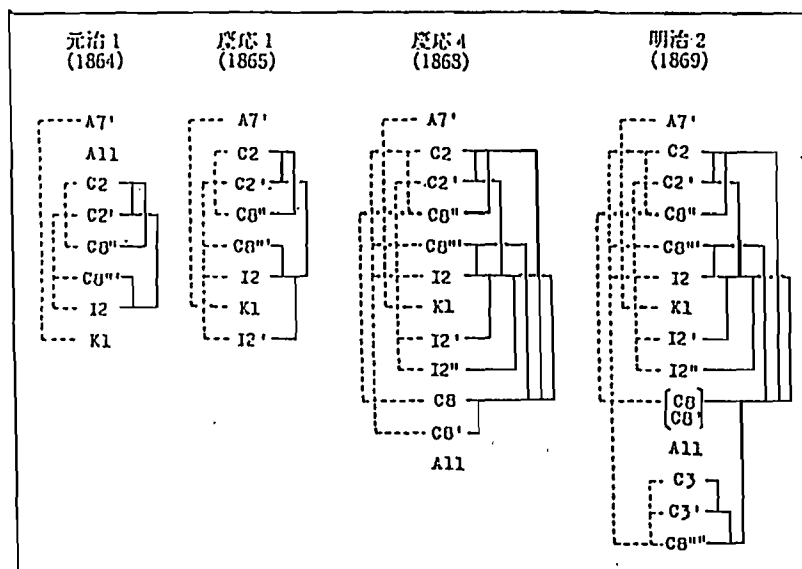 元治1
(1864)
A7'
A11
C2
C2'
C8"
C8"'
I2
K1
慶応1
(1865)
A7'
C2
C2'
C8"
C8"'
I2
K1
I2'
慶応4
(1868)
A7'
C2
C2'
C8"
C8"'
I2
K1
I2'
I2"
C8
C8'
A11
明治2
(1869)
A7'
C2
C2'
C8"
C8"'
I2
K1
I2'
I2"
C8
C8'
A11
C3
C3'
C8""